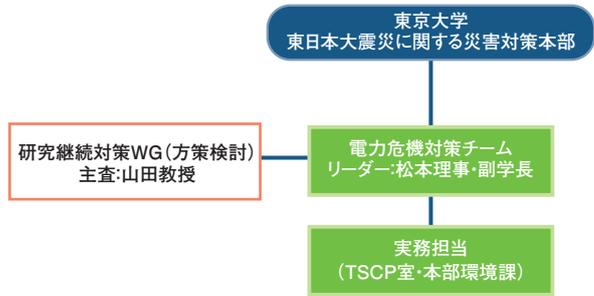 東京大学
東日本大震災に関する災害対策本部
研究継続対策WG（方策検討）
主査：山田教授
電力危機対策チーム
リーダー：松本理事・副学長
実務担当
（TSCP室・本部環境課）